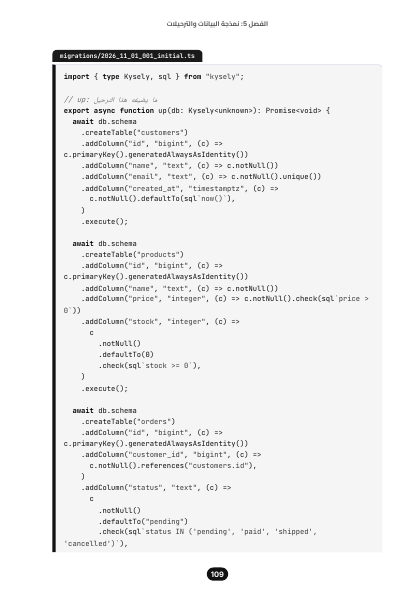 الفصل 5: نمذجة البيانات والترحيلات
migrations/2026_11_01_001_initial.ts
import { type Kysely, sql } from "kysely";
// up: ما يضيفه هذا الترحيل
export async function up(db: Kysely<unknown>): Promise<void> {
  await db.schema
    .createTable("customers")
    .addColumn("id", "bigint", (c) =>
c.primaryKey().generatedAlwaysAsIdentity())
    .addColumn("name", "text", (c) => c.notNull())
    .addColumn("email", "text", (c) => c.notNull().unique())
    .addColumn("created_at", "timestamptz", (c) =>
      c.notNull().defaultTo(sql`now()`),
    )
    .execute();

  await db.schema
    .createTable("products")
    .addColumn("id", "bigint", (c) =>
c.primaryKey().generatedAlwaysAsIdentity())
    .addColumn("name", "text", (c) => c.notNull())
    .addColumn("price", "integer", (c) => c.notNull().check(sql`price >
0`))
    .addColumn("stock", "integer", (c) =>
      c
        .notNull()
        .defaultTo(0)
        .check(sql`stock >= 0`),
    )
    .execute();

  await db.schema
    .createTable("orders")
    .addColumn("id", "bigint", (c) =>
c.primaryKey().generatedAlwaysAsIdentity())
    .addColumn("customer_id", "bigint", (c) =>
      c.notNull().references("customers.id"),
    )
    .addColumn("status", "text", (c) =>
      c
        .notNull()
        .defaultTo("pending")
        .check(sql`status IN ('pending', 'paid', 'shipped',
'cancelled')`),
109